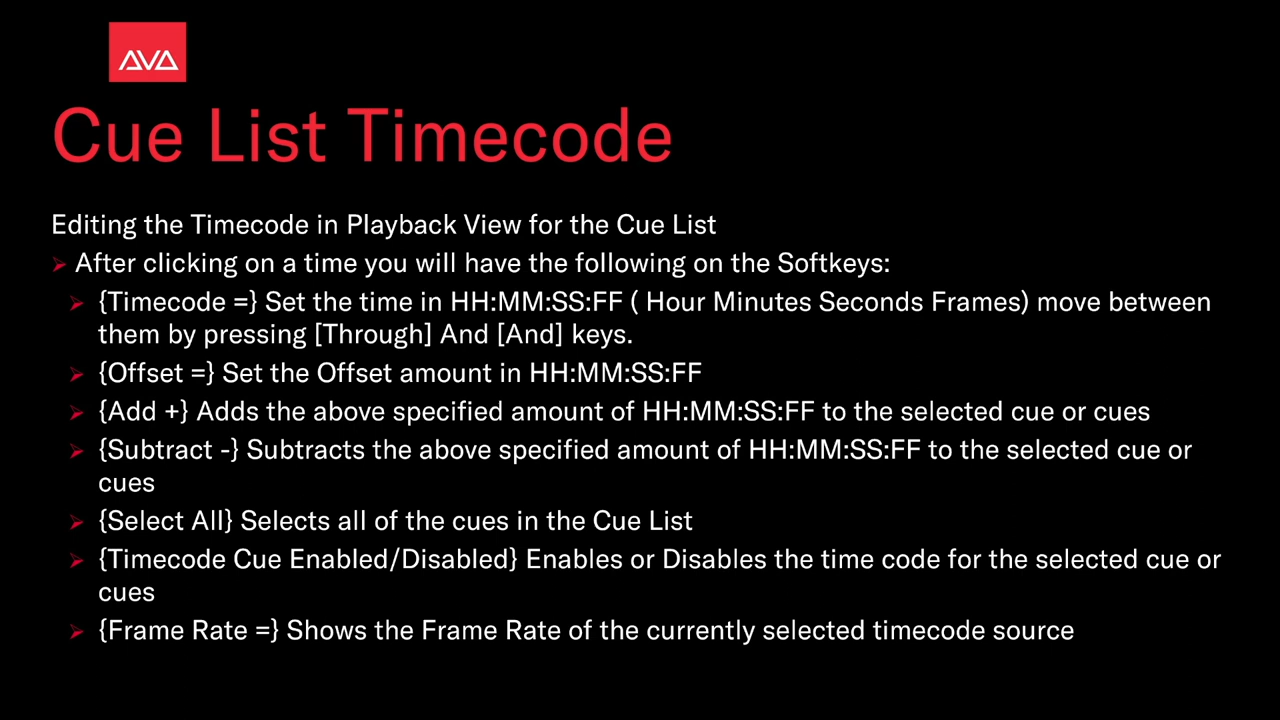 AVA
Cue List Timecode
Editing the Timecode in Playback View for the Cue List
After clicking on a time you will have the following on the Softkeys:
{Timecode =} Set the time in HH:MM:SS:FF ( Hour Minutes Seconds Frames) move between
them by pressing [Through] And [And] keys.
{Offset =} Set the Offset amount in HH:MM:SS:FF
{Add +} Adds the above specified amount of HH:MM:SS:FF to the selected cue or cues
{Subtract -} Subtracts the above specified amount of HH:MM:SS:FF to the selected cue or
cues
{Select All} Selects all of the cues in the Cue List
{Timecode Cue Enabled/Disabled} Enables or Disables the time code for the selected cue or
cues
{Frame Rate =} Shows the Frame Rate of the currently selected timecode source